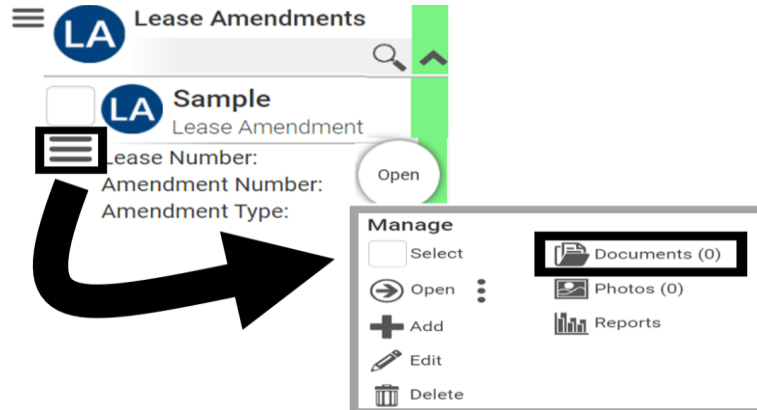 LA Lease Amendments
LA Sample
Lease Amendment
Lease Number:
Amendment Number:
Amendment Type:
Open
Manage
Select
Documents (0)
Open
Photos (0)
Add
Reports
Edit
Delete